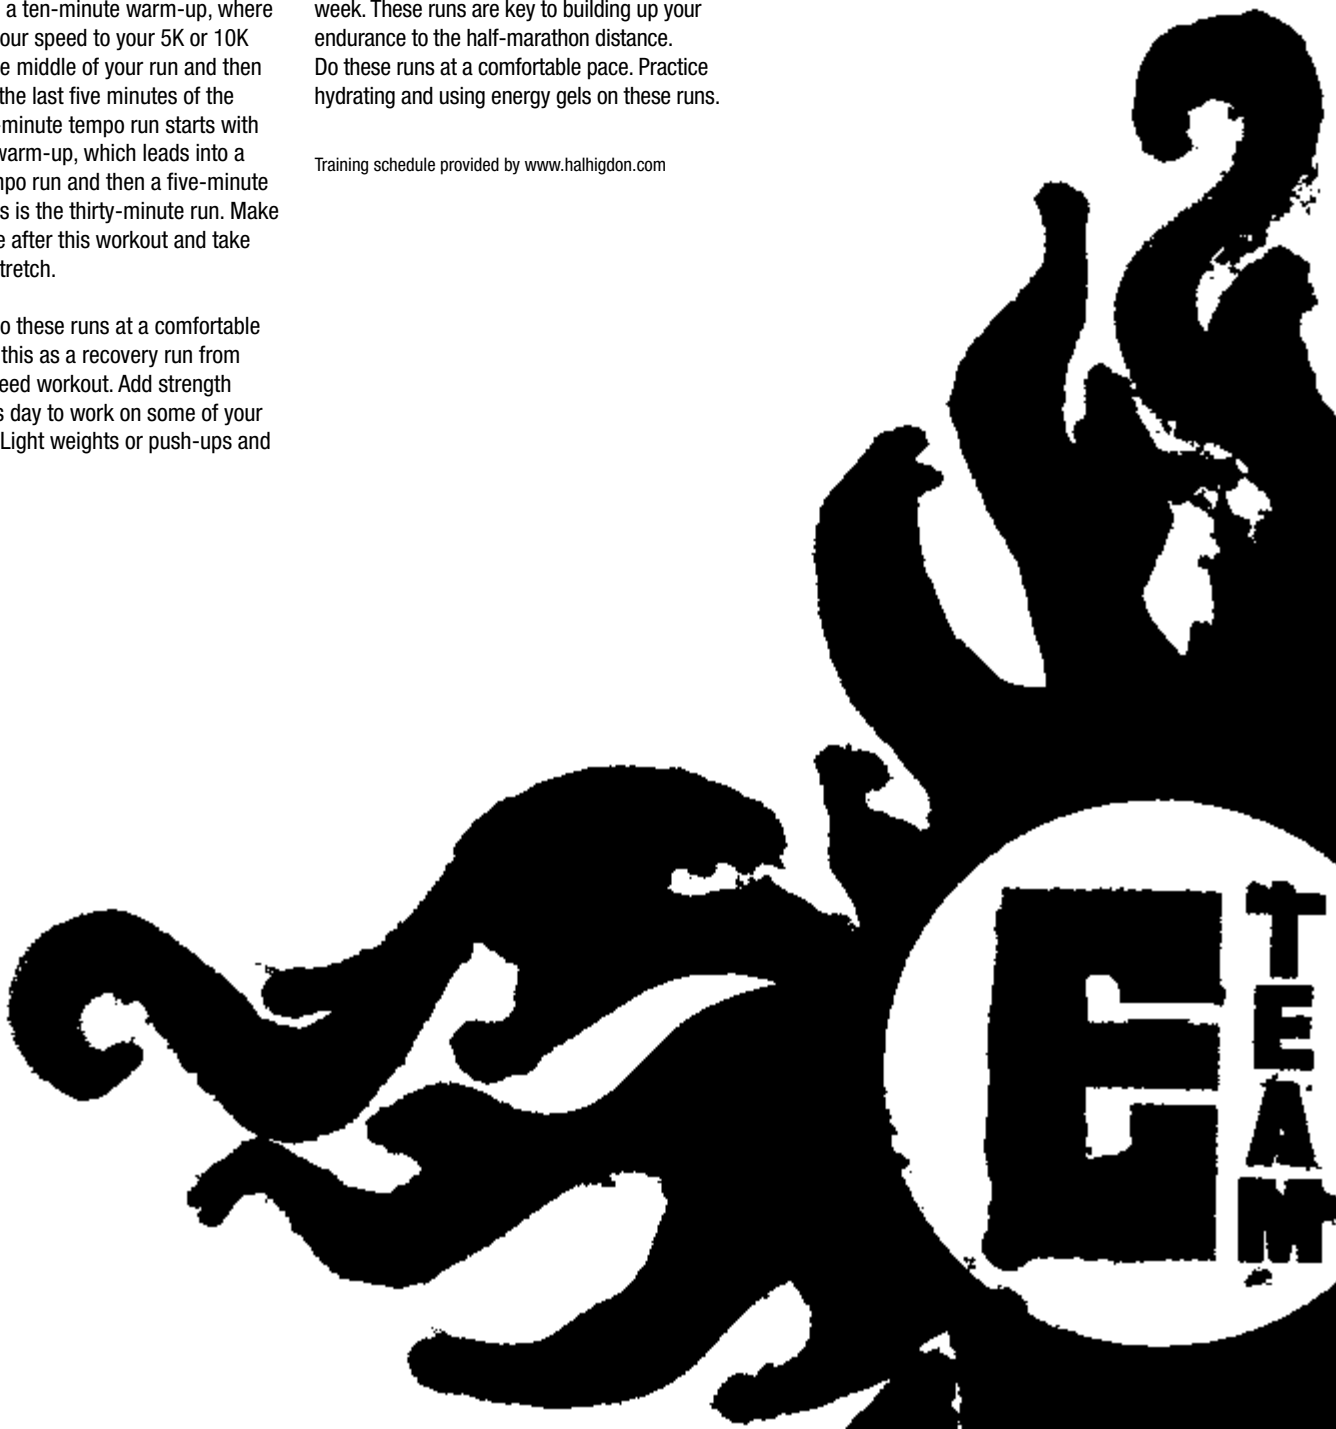 a ten-minute warm-up, where
our speed to your 5K or 10K
e middle of your run and then
the last five minutes of the
-minute tempo run starts with
warm-up, which leads into a
npo run and then a five-minute
s is the thirty-minute run. Make
e after this workout and take
tretch.
o these runs at a comfortable
this as a recovery run from
eed workout. Add strength
s day to work on some of your
Light weights or push-ups and
week. These runs are key to building up your
endurance to the half-marathon distance.
Do these runs at a comfortable pace. Practice
hydrating and using energy gels on these runs.
Training schedule provided by www.halhigdon.com
E
TEAM